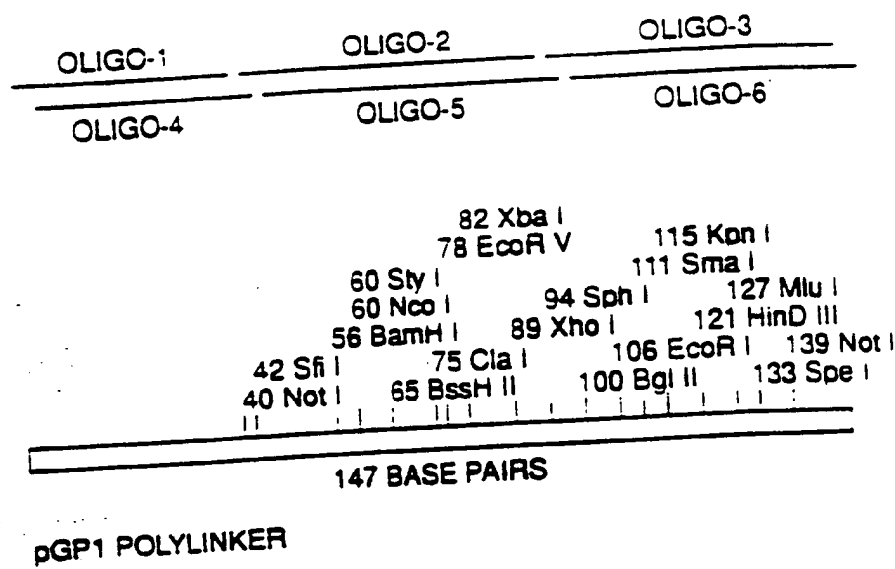 OLIGO-1 OLIGO-2 OLIGO-3
OLIGO-4 OLIGO-5 OLIGO-6
82 Xba I
78 EcoR V 115 Kpn I
60 Sty I 111 Sma I
60 Nco I 94 Sph I 127 Mlu I
56 BamH I 89 Xho I 121 HinD III
42 Sfi I 75 Cla I 106 EcoR I 139 Not I
40 Not I 65 BssH II 100 Bgl II 133 Spe I
147 BASE PAIRS
pGP1 POLYLINKER